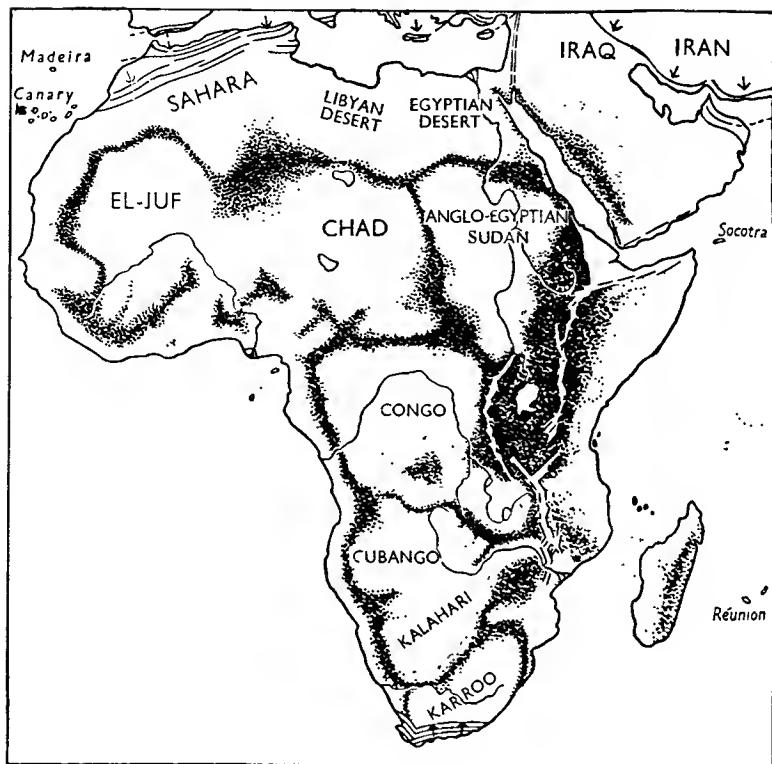 Madeira
Canary
SAHARA
LIBYAN
DESERT
EGYPTIAN
DESERT
IRAQ
IRAN
EL-JUF
CHAD
ANGLO-EGYPTIAN
SUDAN
Socotra
CONGO
CUBANGO
KALAHARI
KARROO
Réunion